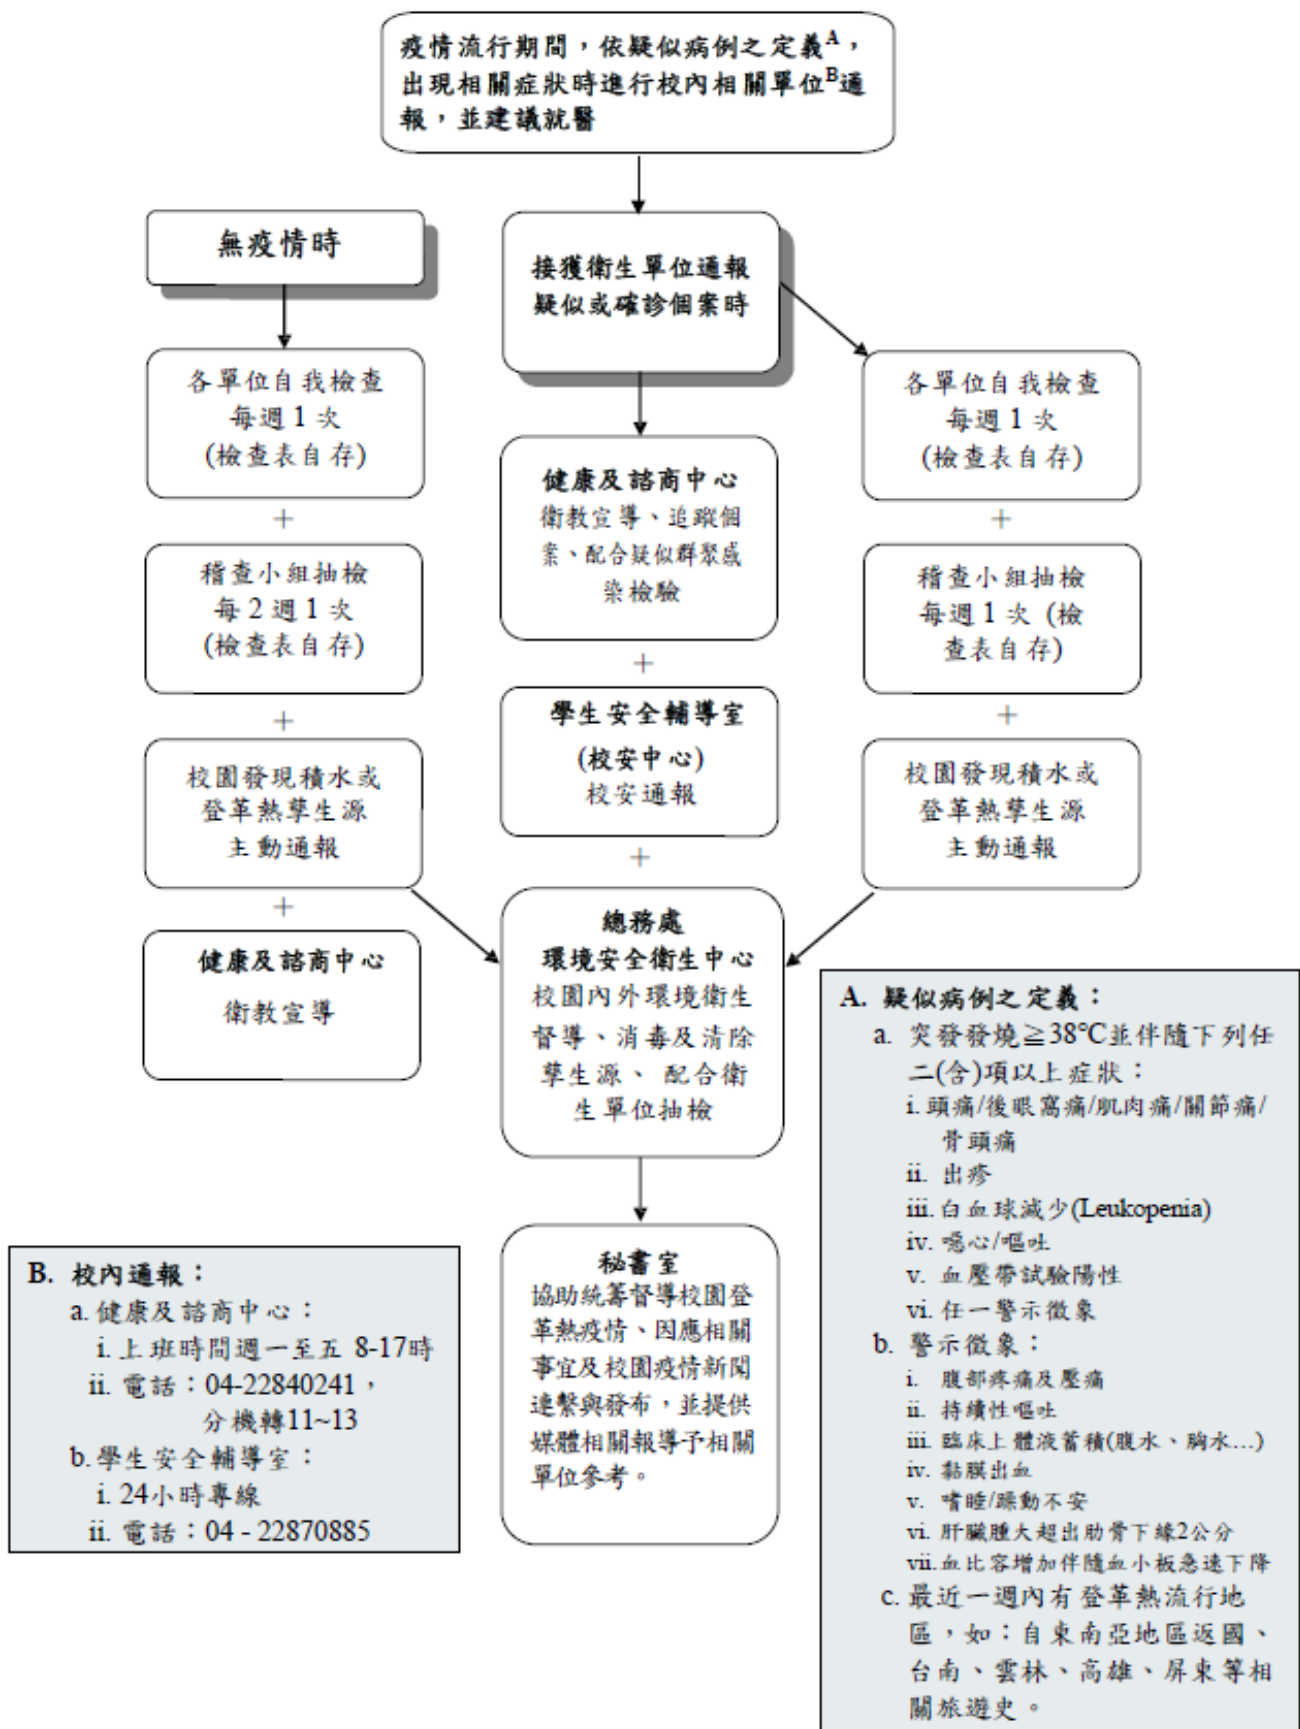 疫情流行期間，依疑似病例之定義A，
出現相關症狀時進行校內相關單位B通
報，並建議就醫
無疫情時
各單位自我檢查
每週 1 次
(檢查表自存)
+
稽查小組抽檢
每 2 週 1 次
(檢查表自存)
+
校園發現積水或
登革熱孳生源
主動通報
+
健康及諮商中心
衛教宣導
接獲衛生單位通報
疑似或確診個案時
健康及諮商中心
衛教宣導、追蹤個
案、配合疑似群聚感
染檢驗
+
學生安全輔導室
(校安中心)
校安通報
+
總務處
環境安全衛生中心
校園內外環境衛生
督導、消毒及清除
孳生源、 配合衛
生單位抽檢
秘書室
協助統籌督導校園登
革熱疫情、因應相關
事宜及校園疫情新聞
連繫與發布，並提供
媒體相關報導予相關
單位參考。
各單位自我檢查
每週 1 次
(檢查表自存)
+
稽查小組抽檢
每週 1 次 (檢
查表自存)
+
校園發現積水或
登革熱孳生源
主動通報
A. 疑似病例之定義：
a. 突發發燒≧38℃並伴隨下列任
二(含)項以上症狀：
i. 頭痛/後眼窩痛/肌肉痛/關節痛/
骨頭痛
ii. 出疹
iii. 白血球減少(Leukopenia)
iv. 噁心/嘔吐
v. 血壓帶試驗陽性
vi. 任一警示徵象
b. 警示徵象：
i. 腹部疼痛及壓痛
ii. 持續性嘔吐
iii. 臨床上體液蓄積(腹水、胸水...)
iv. 黏膜出血
v. 嗜睡/躁動不安
vi. 肝臟腫大超出肋骨下緣2公分
vii. 血比容增加伴隨血小板急速下降
c. 最近一週內有登革熱流行地
區，如：自東南亞地區返國、
台南、雲林、高雄、屏東等相
關旅遊史。
B. 校內通報：
a. 健康及諮商中心：
i. 上班時間週一至五 8-17時
ii. 電話：04-22840241，
分機轉11~13
b. 學生安全輔導室：
i. 24小時專線
ii. 電話：04 - 22870885